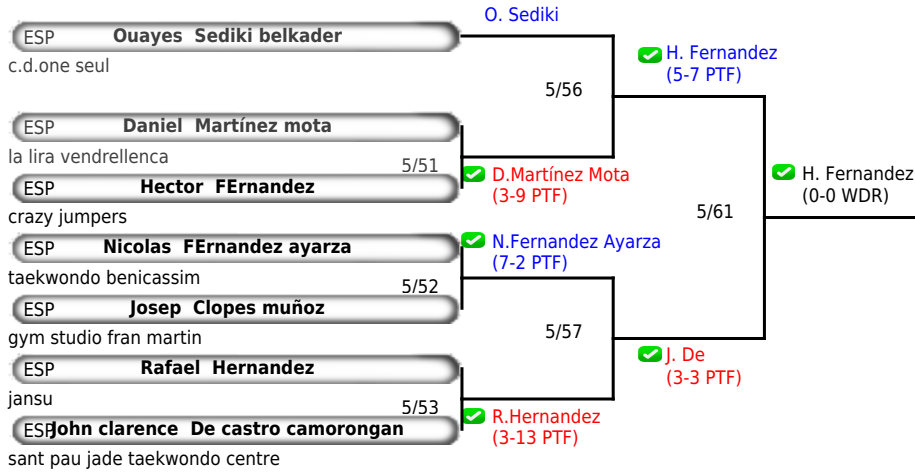 O. Sediki
ESP Ouayes Sediki belkader
c.d.one seul
H. Fernandez
(5-7 PTF)
5/56
ESP Daniel Martínez mota
la lira vendrellenca
5/51
D.Martínez Mota
(3-9 PTF)
ESP Hector FErnandez
crazy jumpers
H. Fernandez
(0-0 WDR)
5/61
ESP Nicolas FErnandez ayarza
taekwondo benicassim
N.Fernandez Ayarza
(7-2 PTF)
5/52
ESP Josep Clopes muñoz
gym studio fran martin
5/57
J. De
(3-3 PTF)
ESP Rafael Hernandez
jansu
5/53
R.Hernandez
(3-13 PTF)
ESP John clarence De castro camorongan
sant pau jade taekwondo centre